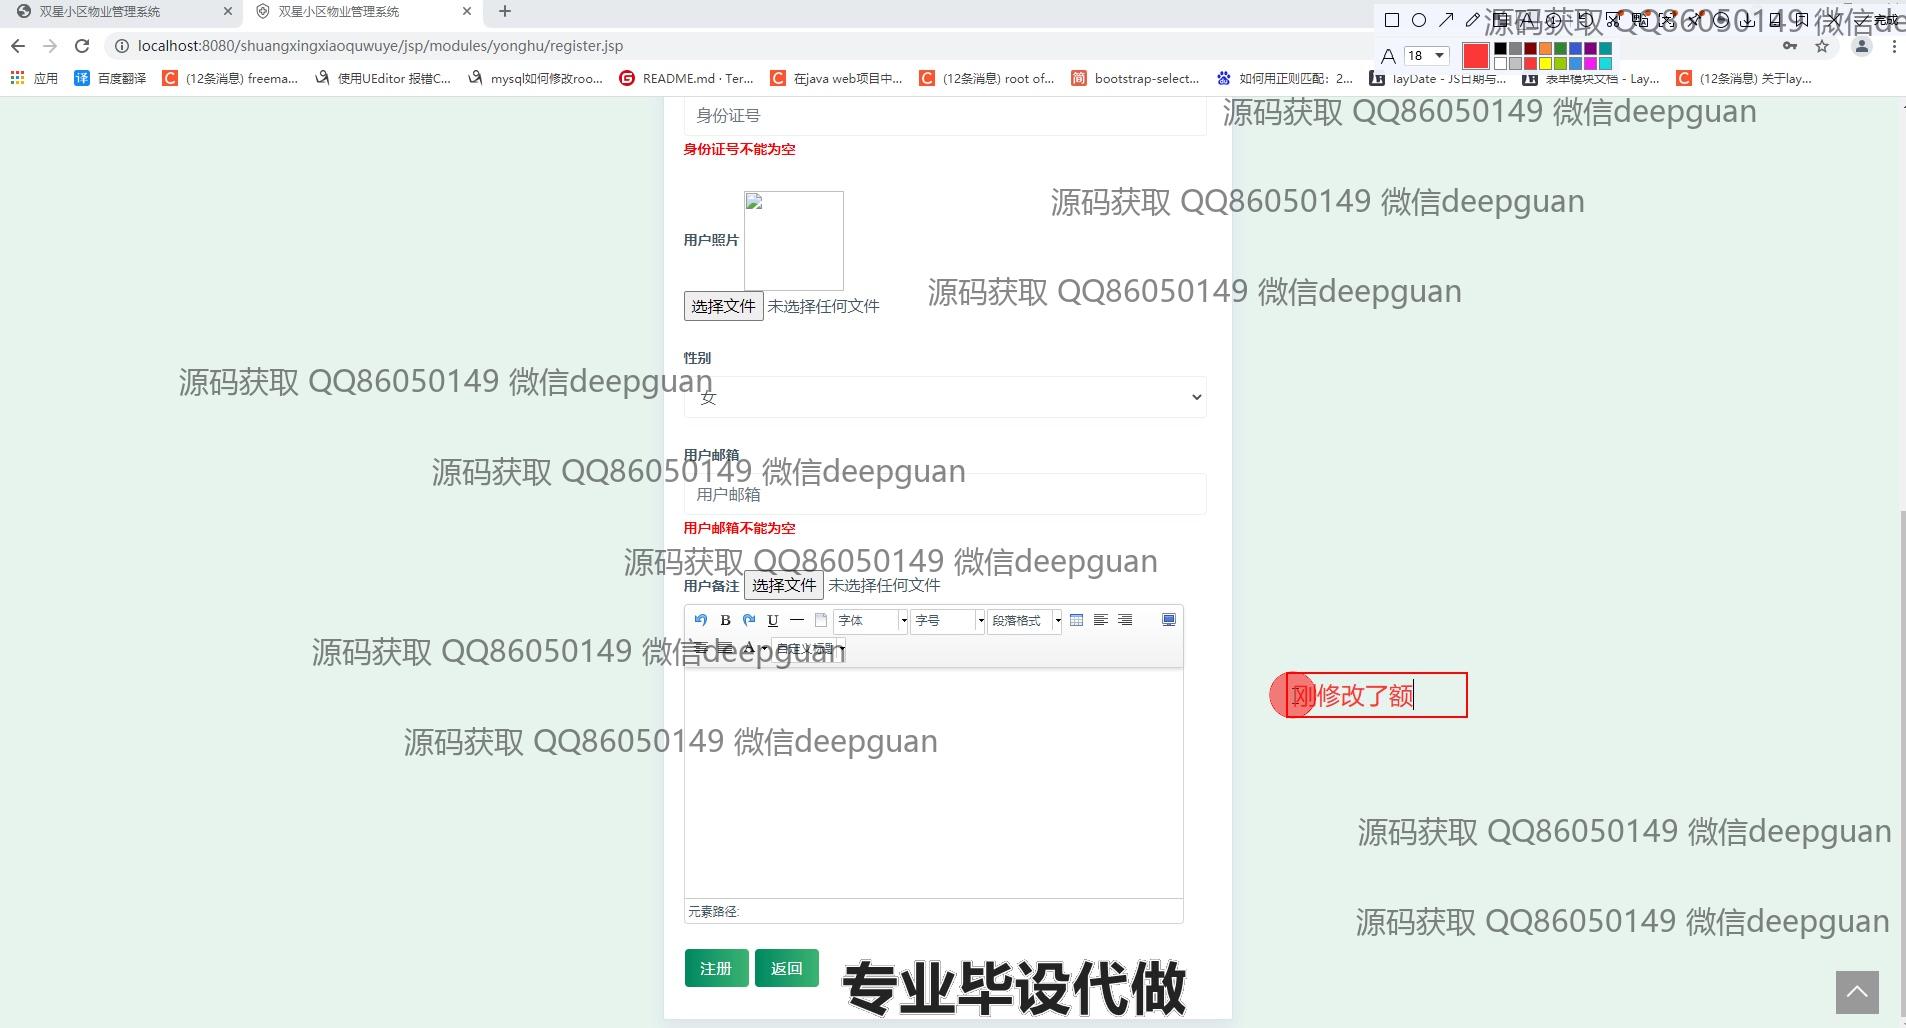 双星小区物业管理系统
双星小区物业管理系统
源码获取 QQ86050149 微信deepguan
完成
localhost:8080/shuangxingxiaoquwuye/jsp/modules/yonghu/register.jsp
18
应用
百度翻译
(12条消息) freema...
使用UEditor 报错C...
mysql如何修改roo...
README.md · Ter...
在java web项目中...
(12条消息) root of...
bootstrap-select...
如何用正则匹配：2...
layDate - JS日期与...
表单模块文档 - Lay...
(12条消息) 关于lay...
身份证号
源码获取 QQ86050149 微信deepguan
身份证号不能为空
源码获取 QQ86050149 微信deepguan
用户照片
源码获取 QQ86050149 微信deepguan
选择文件 未选择任何文件
性别
源码获取 QQ86050149 微信deepguan
女
用户邮箱
源码获取 QQ86050149 微信deepguan
用户邮箱
用户邮箱不能为空
源码获取 QQ86050149 微信deepguan
用户备注 选择文件 未选择任何文件
B U 字体 字号 段落格式
源码获取 QQ86050149 微信deepguan
A 自定义标题
刚修改了额
源码获取 QQ86050149 微信deepguan
源码获取 QQ86050149 微信deepguan
元素路径:
源码获取 QQ86050149 微信deepguan
注册 返回
专业毕设代做